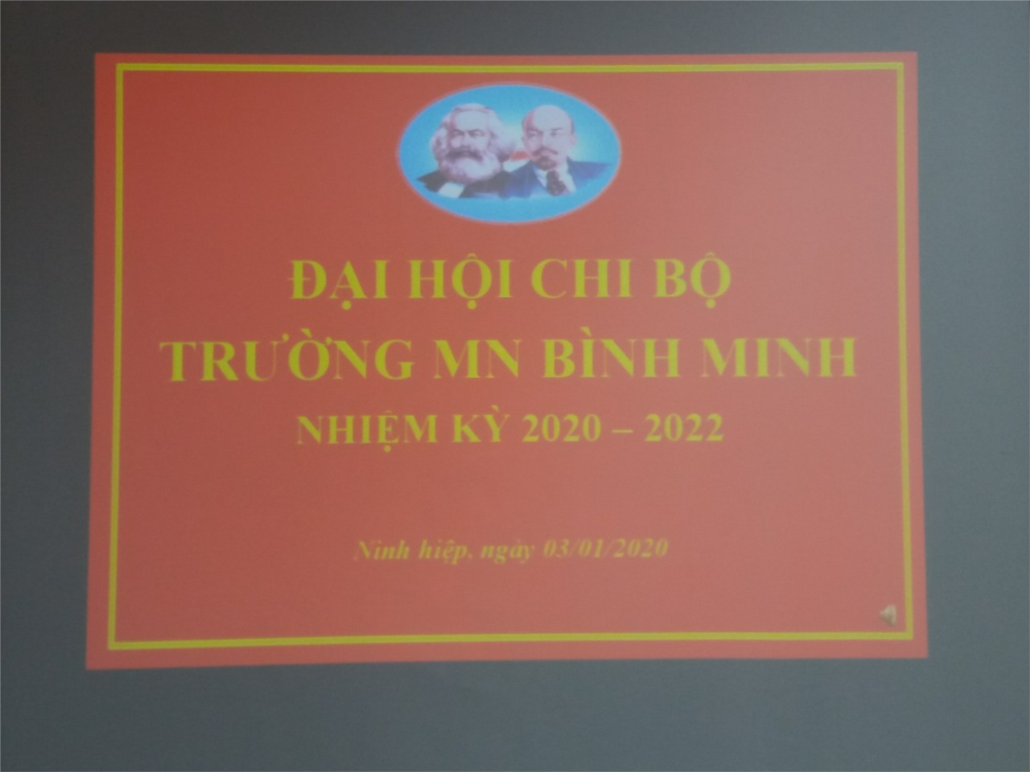 ĐẠI HỘI CHI BỘ
TRƯỜNG MN BÌNH MINH
NHIỆM KỲ 2020 – 2022
Ninh hiệp, ngày 03/01/2020